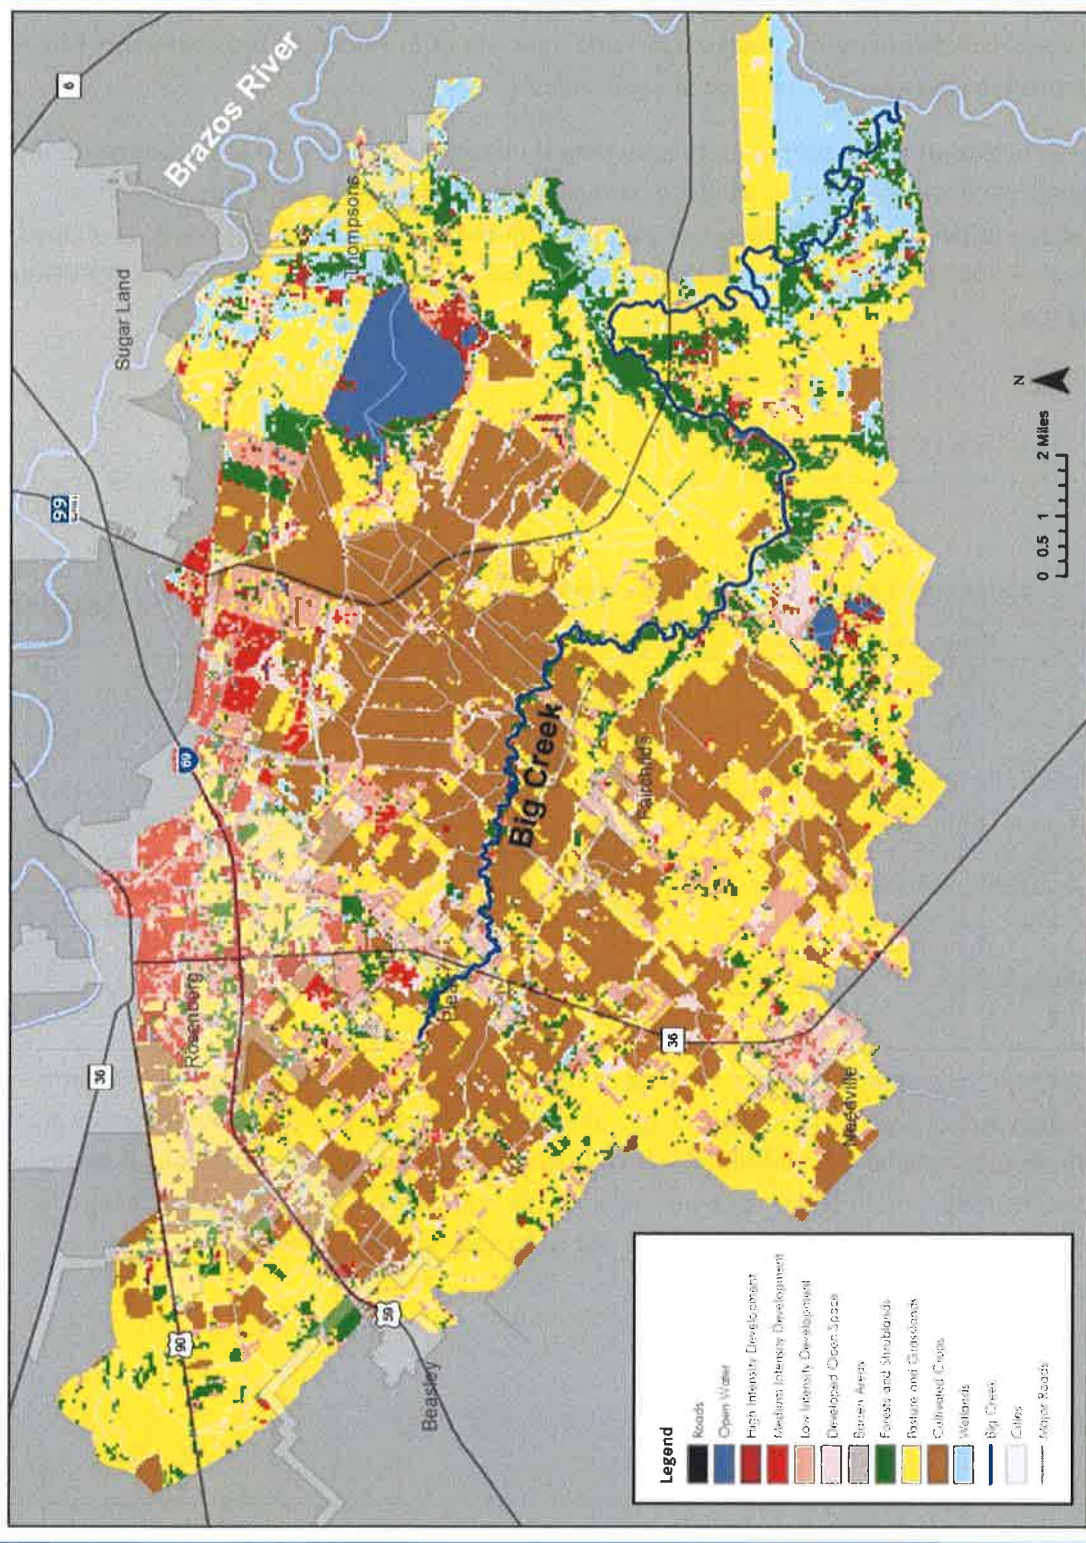 6
Brazos River
Sugar Land
Thompsons
99
69
Rosenberg
36
Big Creek
Fairchilds
Pleak
36
Needville
90
59
Beasley
N
0 0.5 1 2 Miles
Legend
Roads
Open Water
High Intensity Development
Medium Intensity Development
Low Intensity Development
Developed Open Space
Barren Areas
Forests and Shrublands
Pasture and Grasslands
Cultivated Crops
Wetlands
Big Creek
Cities
Major Roads